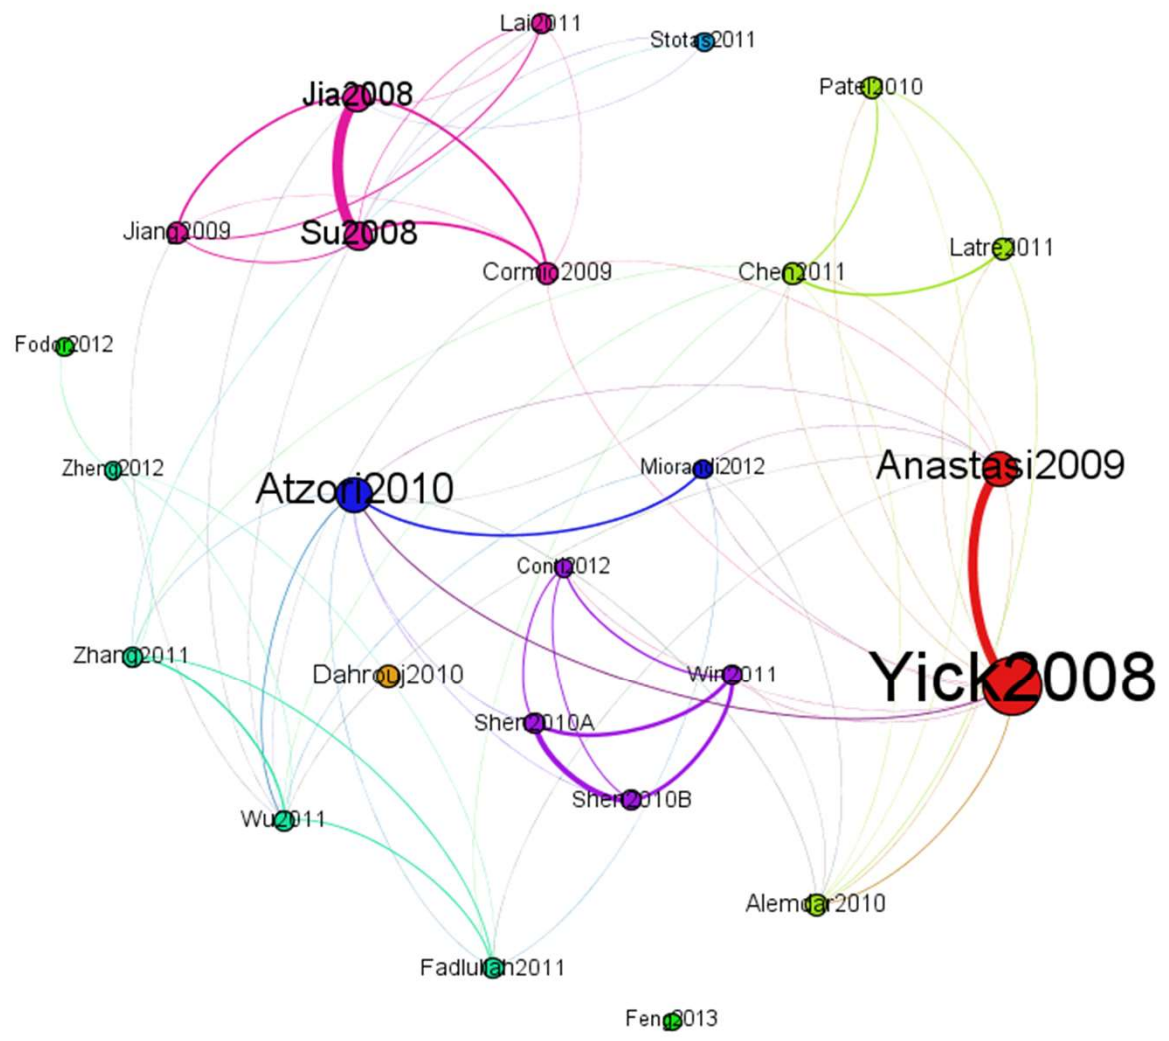 Lai2011
Stotas2011
Jia2008
Patel2010
Jiang2009
Su2008
Cormio2009
Chen2011
Latre2011
Fodor2012
Zheng2012
Atzori2010
Miorandi2012
Anastasi2009
Conti2012
Zhang2011
Dahrouj2010
Win2011
Yick2008
Shen2010A
Shen2010B
Wu2011
Alemdar2010
Fadlullah2011
Feng2013